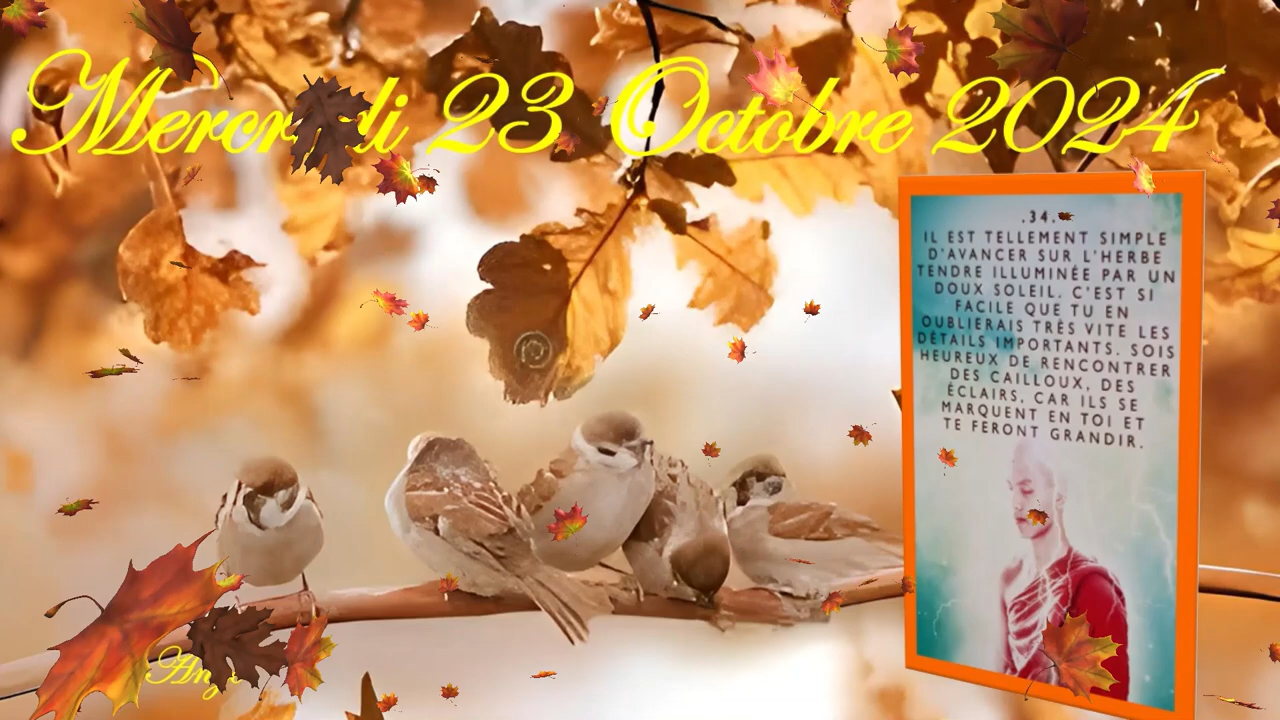 Mercredi 23 Octobre 2024
.34.
IL EST TELLEMENT SIMPLE
D'AVANCER SUR L'HERBE
TENDRE ILLUMINÉE PAR UN
DOUX SOLEIL. C'EST SI
FACILE QUE TU EN
OUBLIERAIS TRÈS VITE LES
DÉTAILS IMPORTANTS. SOIS
HEUREUX DE RENCONTRER
DES CAILLOUX, DES
ÉCLAIRS, CAR ILS SE
MARQUENT EN TOI ET
TE FERONT GRANDIR.